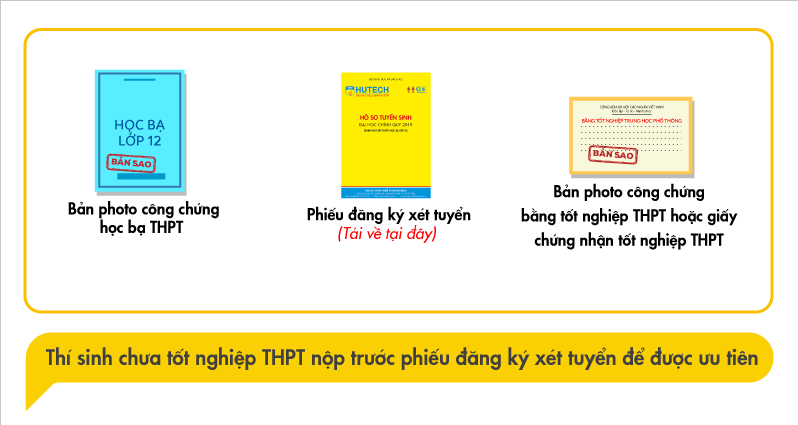 HỌC BẠ
LỚP 12
BẢN SAO
Bản photo công chứng
học bạ THPT
HUTECH
HỒ SƠ TUYỂN SINH
ĐẠI HỌC CHÍNH QUY 2019
Phiếu đăng ký xét tuyển
(Tải về tại đây)
BẰNG TỐT NGHIỆP TRUNG HỌC PHỔ THÔNG
BẢN SAO
Bản photo công chứng
bằng tốt nghiệp THPT hoặc giấy
chứng nhận tốt nghiệp THPT
Thí sinh chưa tốt nghiệp THPT nộp trước phiếu đăng ký xét tuyển để được ưu tiên